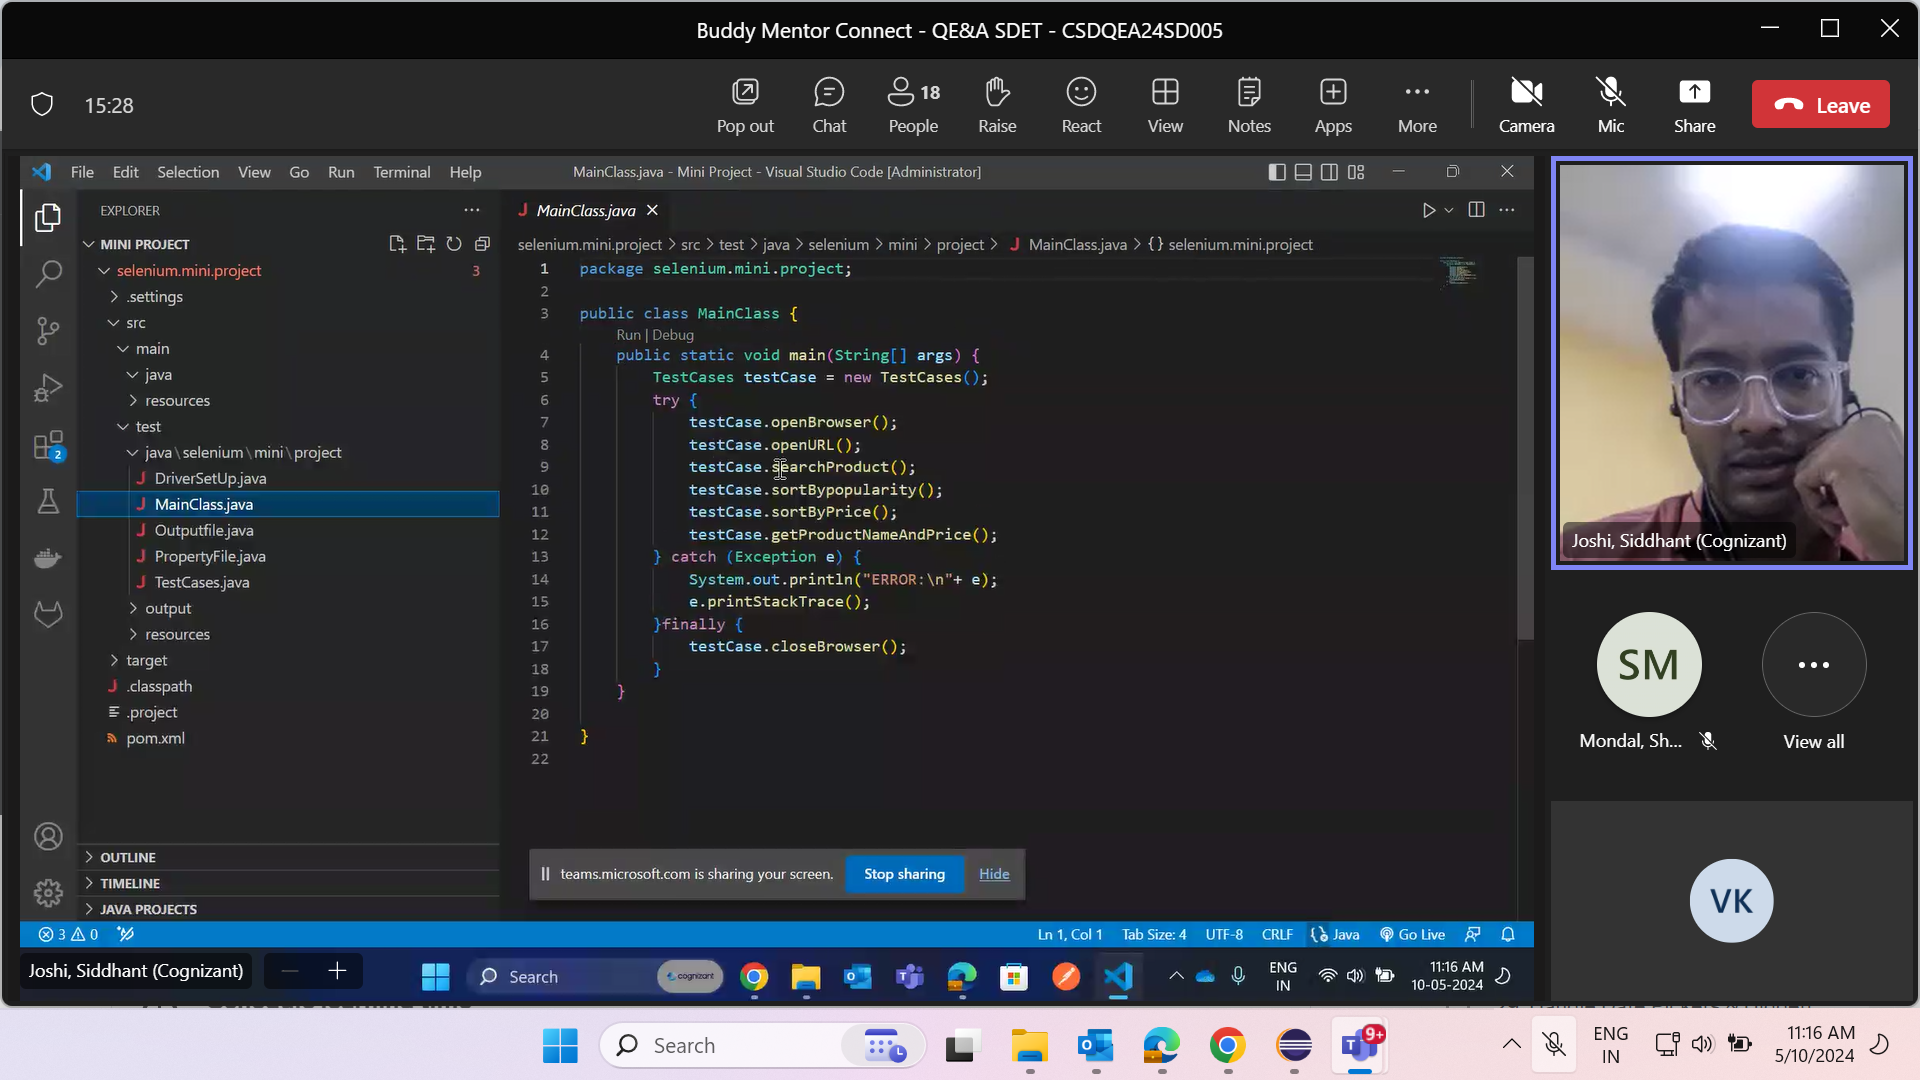 Buddy Mentor Connect - QE&A SDET - CSDQEA24SD005
15:28
Pop out
Chat
18
People
Raise
React
View
Notes
Apps
More
Camera
Mic
Share
Leave
File Edit Selection View Go Run Terminal Help
MainClass.java - Mini Project - Visual Studio Code [Administrator]
EXPLORER
MINI PROJECT
selenium.mini.project 3
.settings
src
main
java
resources
test
java\selenium\mini\project
DriverSetUp.java
MainClass.java
Outputfile.java
PropertyFile.java
TestCases.java
output
resources
target
.classpath
.project
pom.xml
OUTLINE
TIMELINE
JAVA PROJECTS
2
MainClass.java
selenium.mini.project > src > test > java > selenium > mini > project > MainClass.java > {} selenium.mini.project
1 package selenium.mini.project;
2
3 public class MainClass {
Run | Debug
4 public static void main(String[] args) {
5 TestCases testCase = new TestCases();
6 try {
7 testCase.openBrowser();
8 testCase.openURL();
9 testCase.searchProduct();
10 testCase.sortBypopularity();
11 testCase.sortByPrice();
12 testCase.getProductNameAndPrice();
13 } catch (Exception e) {
14 System.out.println("ERROR:\n"+ e);
15 e.printStackTrace();
16 }finally {
17 testCase.closeBrowser();
18 }
19 }
20
21 }
22
teams.microsoft.com is sharing your screen.
Stop sharing
Hide
3 0
Ln 1, Col 1
Tab Size: 4
UTF-8
CRLF
Java
Go Live
Joshi, Siddhant (Cognizant)
Search
cognizant
ENG
IN
11:16 AM
10-05-2024
Joshi, Siddhant (Cognizant)
SM
Mondal, Sh...
View all
VK
Search
9+
ENG
IN
11:16 AM
5/10/2024